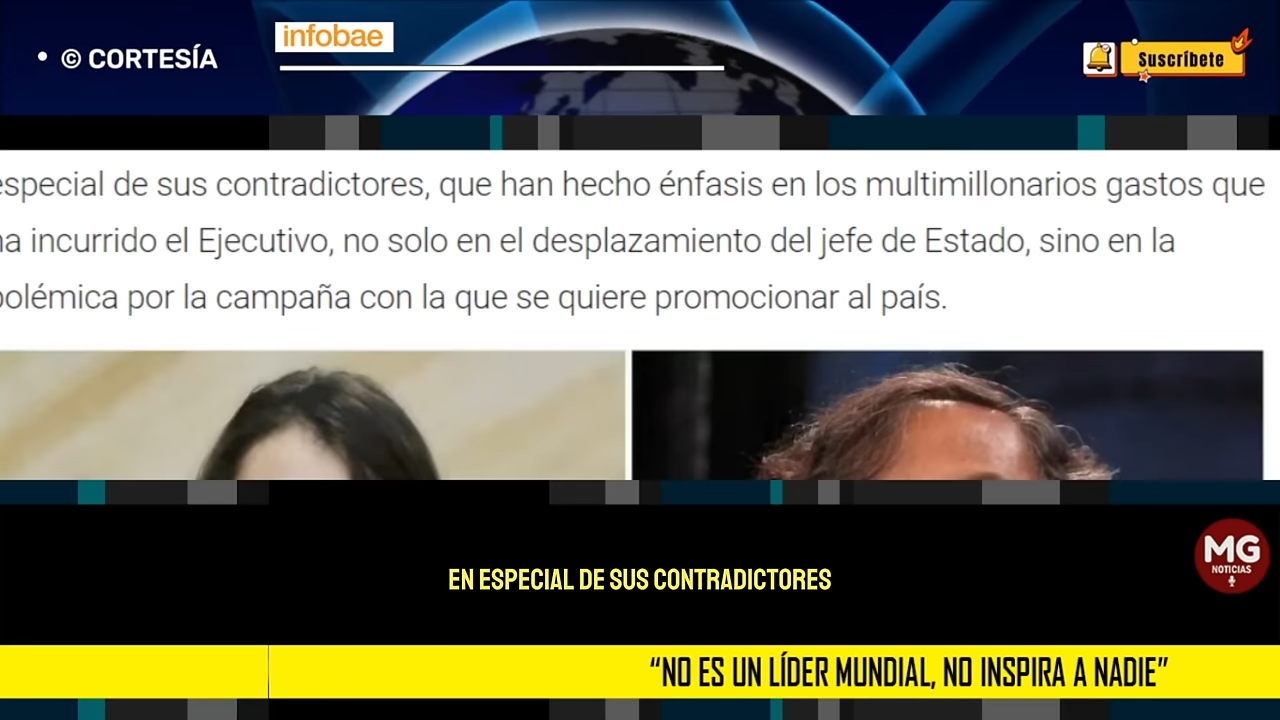 • © CORTESÍA
infobae
Suscríbete
especial de sus contradictores, que han hecho énfasis en los multimillonarios gastos que
ha incurrido el Ejecutivo, no solo en el desplazamiento del jefe de Estado, sino en la
polémica por la campaña con la que se quiere promocionar al país.
EN ESPECIAL DE SUS CONTRADICTORES
MG
NOTICIAS
“NO ES UN LÍDER MUNDIAL, NO INSPIRA A NADIE”